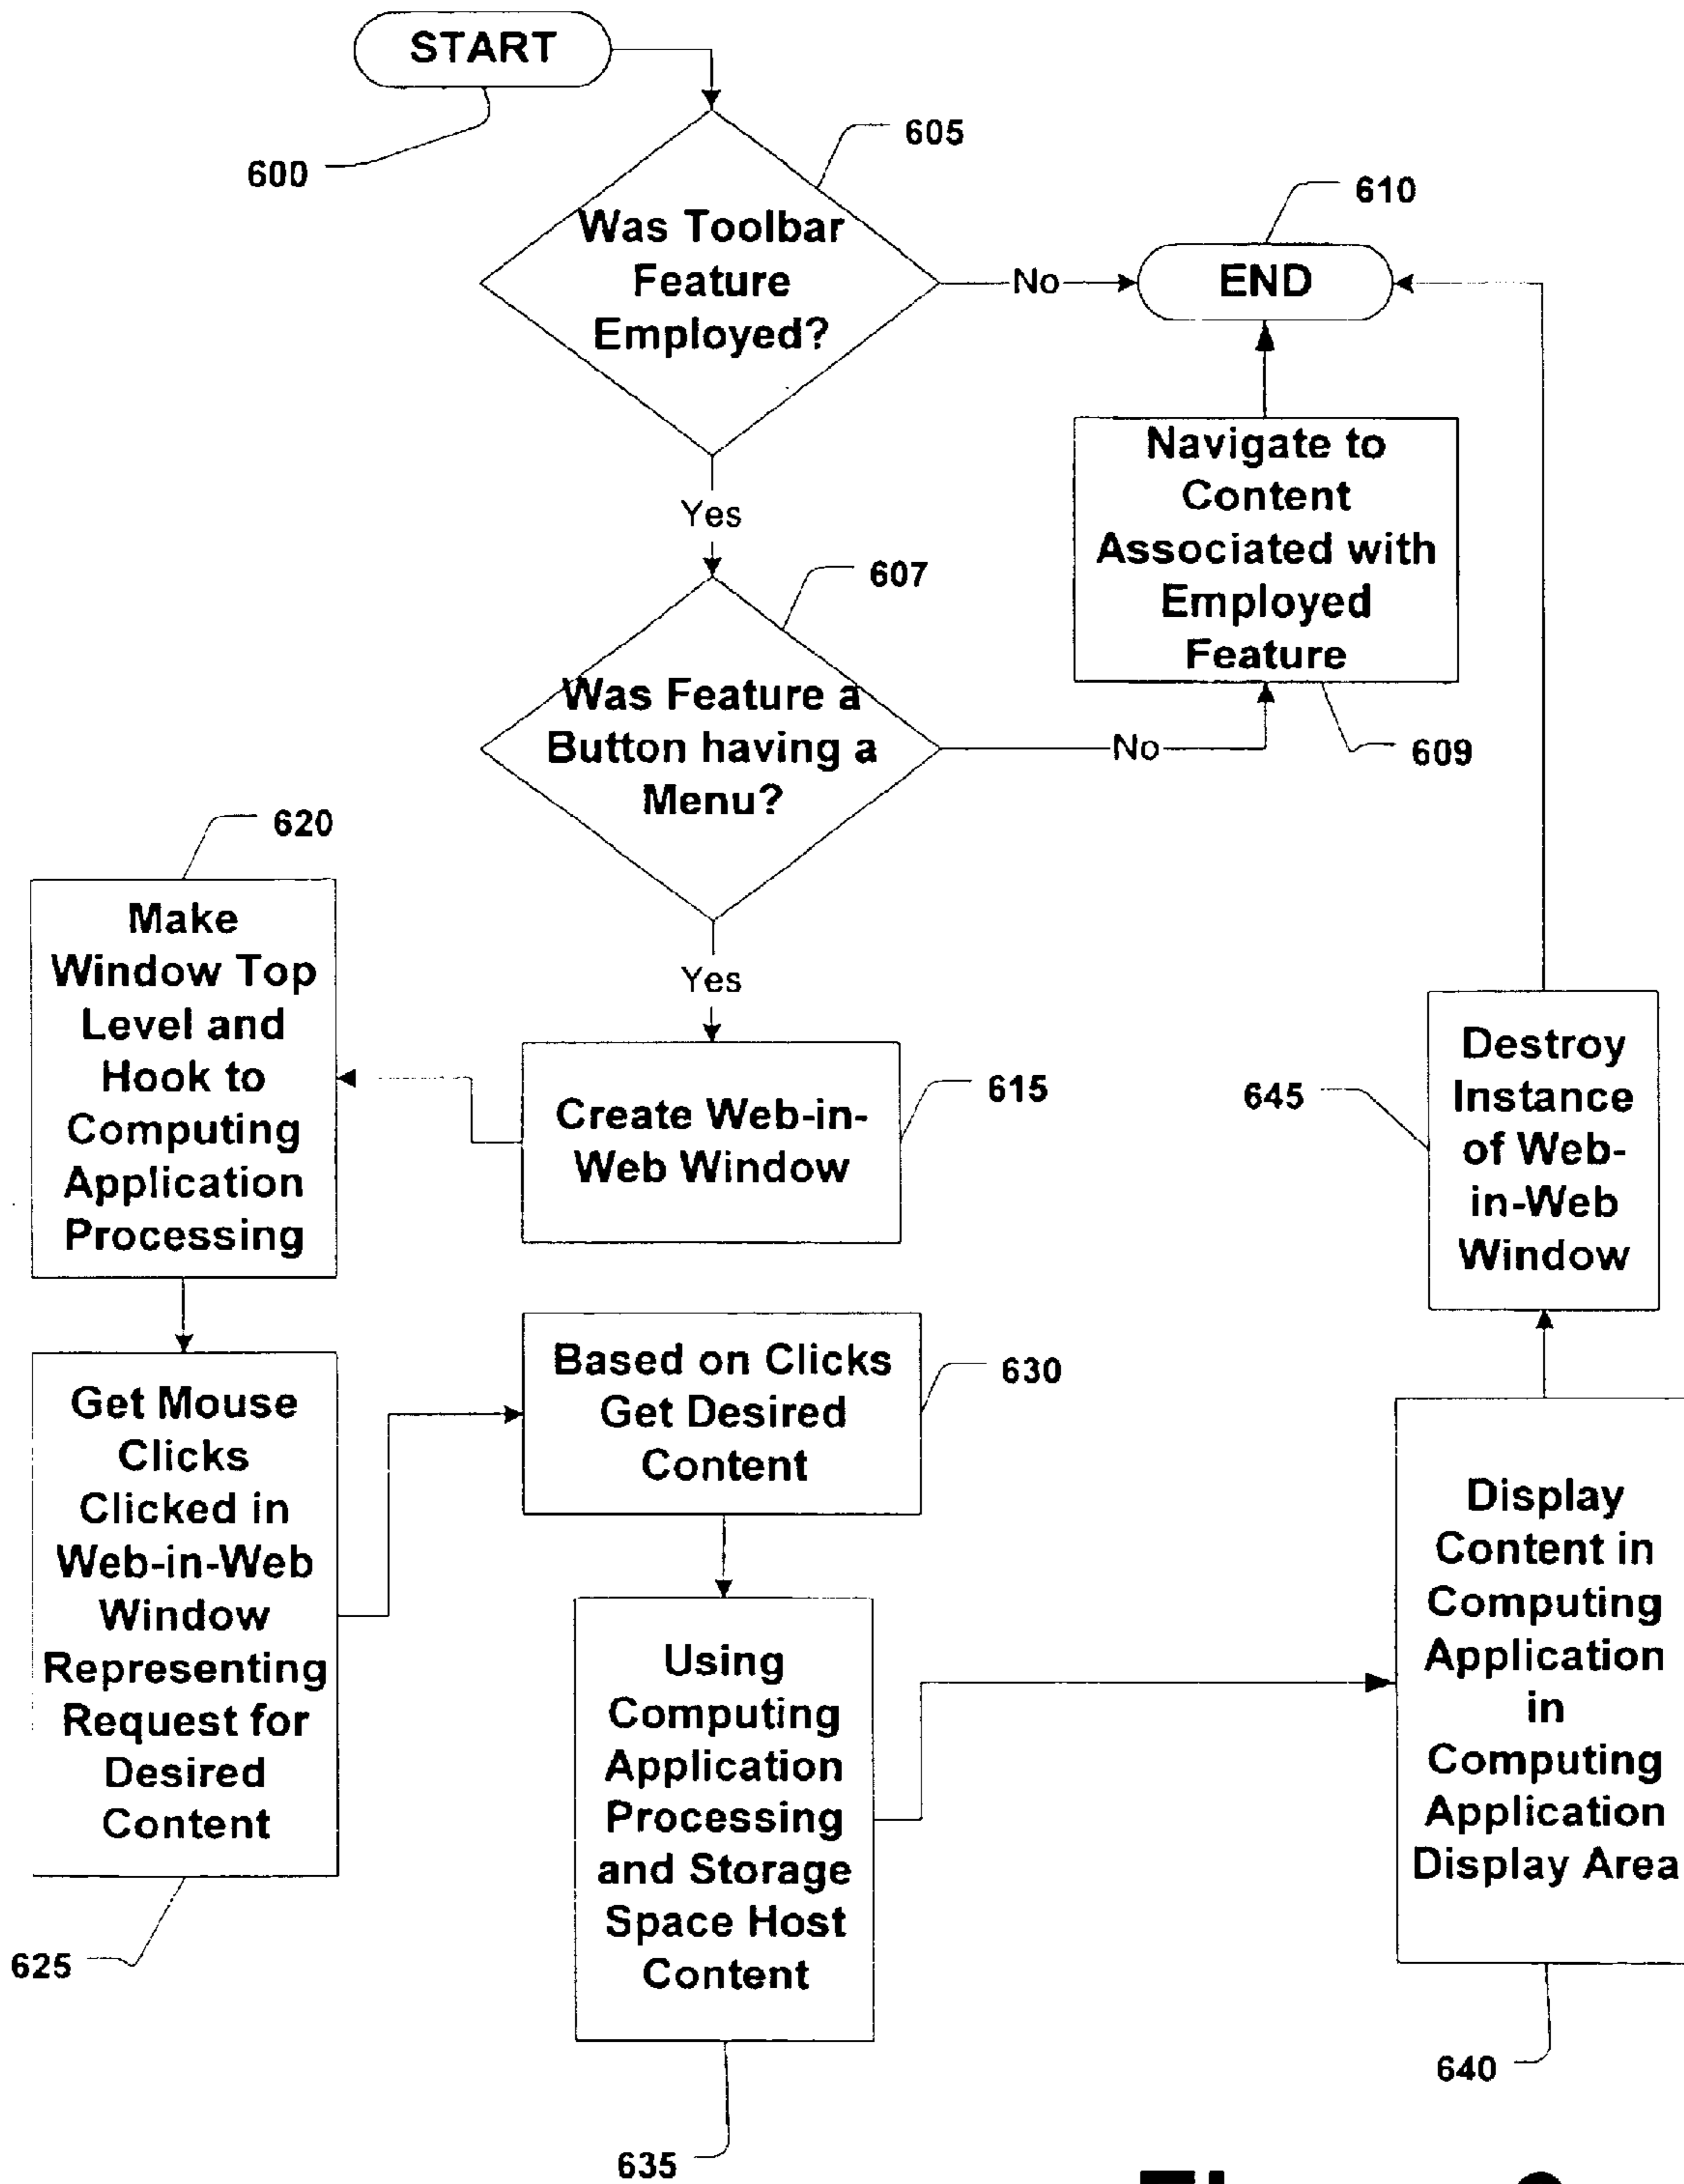 START
600
605
Was Toolbar
Feature
Employed?
No
610
END
Yes
Navigate to
Content
Associated with
Employed
Feature
609
607
Was Feature a
Button having a
Menu?
No
Yes
620
Make
Window Top
Level and
Hook to
Computing
Application
Processing
Create Web-in-
Web Window
615
645
Destroy
Instance
of Web-
in-Web
Window
Get Mouse
Clicks
Clicked in
Web-in-Web
Window
Representing
Request for
Desired
Content
625
Based on Clicks
Get Desired
Content
630
Using
Computing
Application
Processing
and Storage
Space Host
Content
635
Display
Content in
Computing
Application
in
Computing
Application
Display Area
640